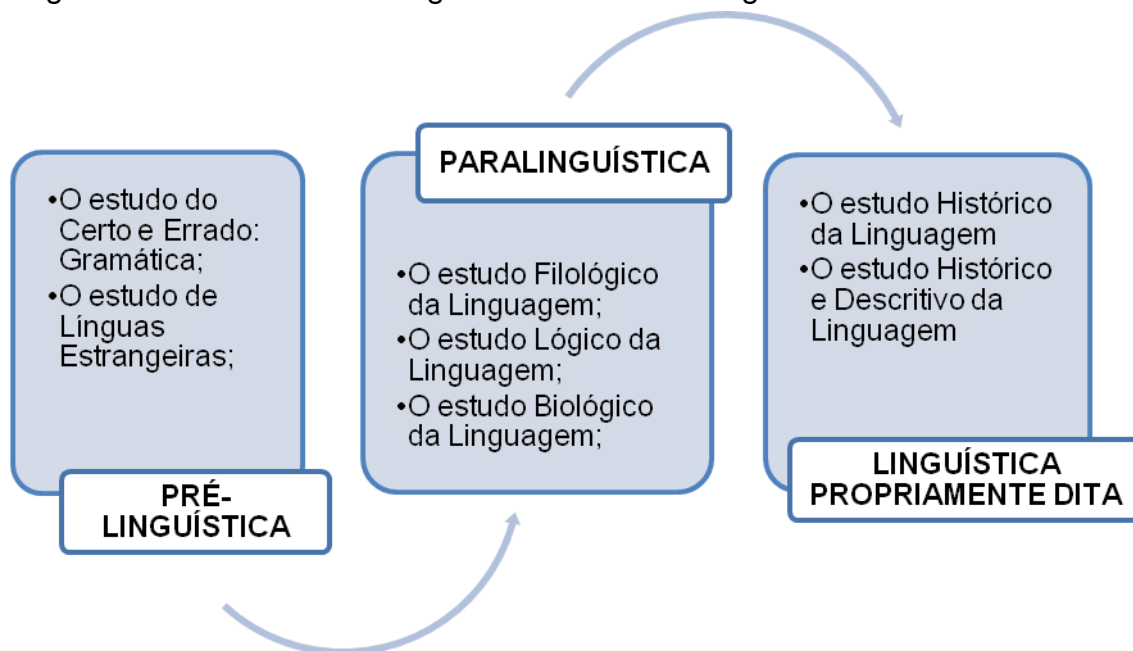 •O estudo do
Certo e Errado:
Gramática;
•O estudo de
Línguas
Estrangeiras;
PRÉ-
LINGUÍSTICA
PARALINGUÍSTICA
•O estudo Filológico
da Linguagem;
•O estudo Lógico da
Linguagem;
•O estudo Biológico
da Linguagem;
•O estudo Histórico
da Linguagem
•O estudo Histórico
e Descritivo da
Linguagem
LINGUÍSTICA
PROPRIAMENTE DITA